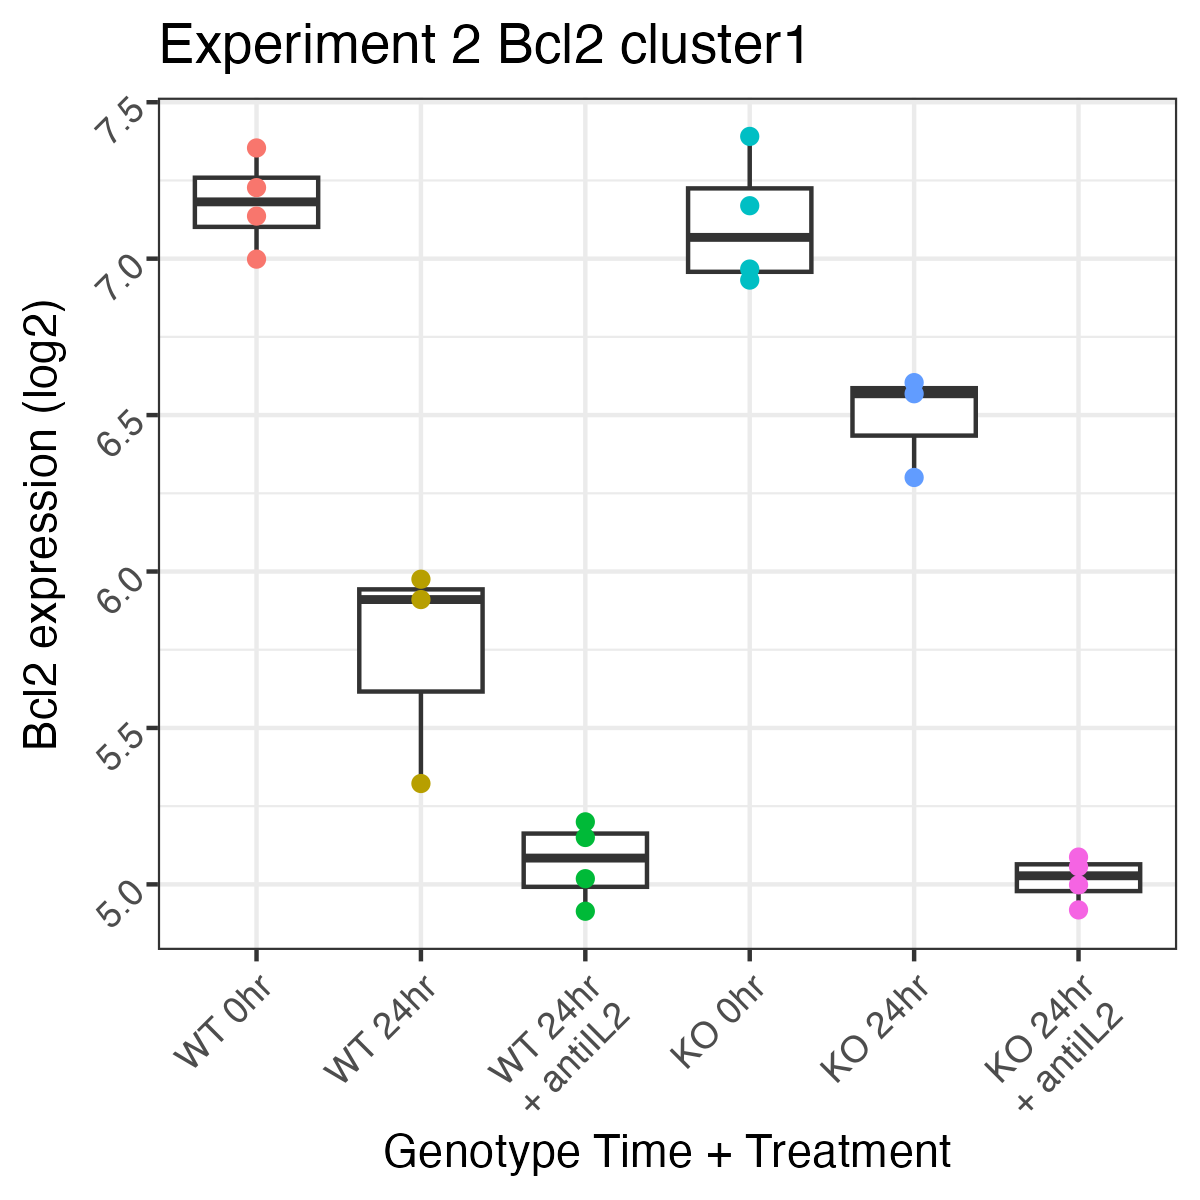 Experiment 2 Bcl2 cluster1
Bcl2 expression (log2)
7.5
7.0
6.5
6.0
5.5
5.0
WT 0hr
WT 24hr
WT 24hr
+ antiIL2
KO 0hr
KO 24hr
KO 24hr
+ antiIL2
Genotype Time + Treatment